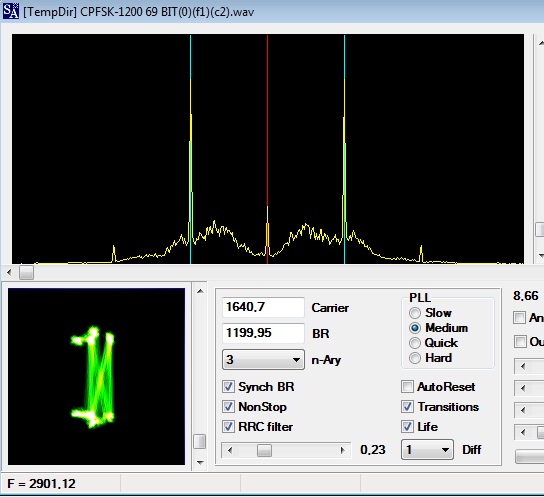 SA [TempDir] CPFSK-1200 69 BIT(0)(f1)(c2).wav
1640,7 Carrier
1199,95 BR
3 n-Ary
Synch BR
NonStop
RRC filter
0,23
PLL
Slow
Medium
Quick
Hard
AutoReset
Transitions
Life
1 Diff
8.66
An
Ou
F = 2901,12